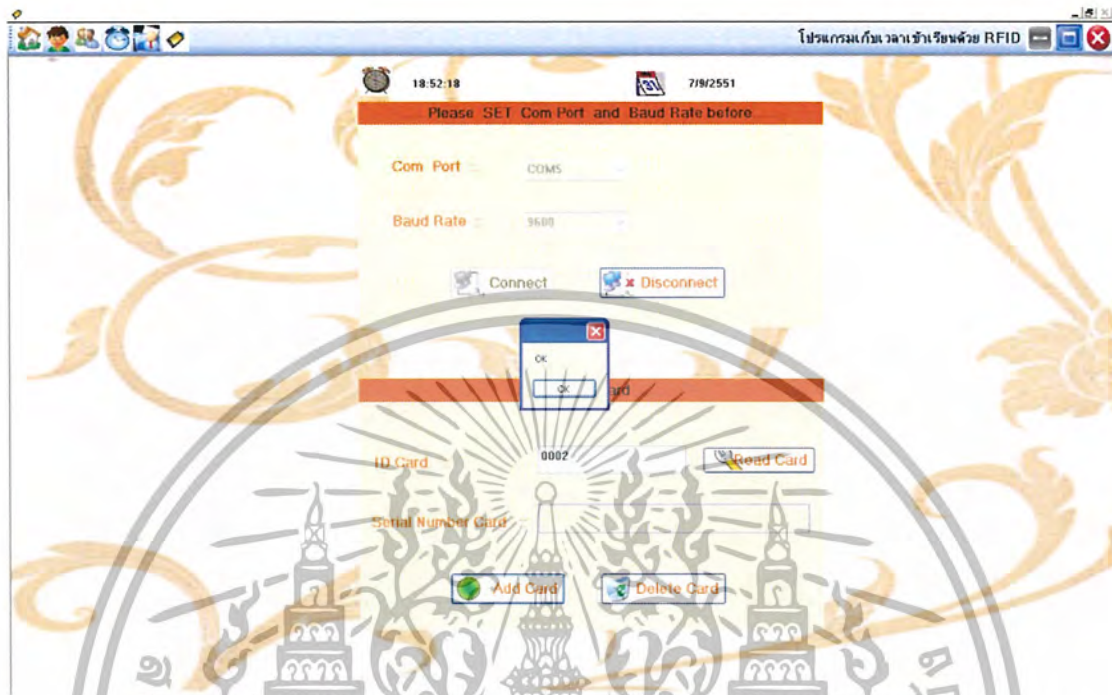 โปรแกรมเก็บเวลาเข้าเรียนด้วย RFID
18:52:18 7/9/2551
Please SET Com Port and Baud Rate before
Com Port : COM5
Baud Rate : 9600
Connect Disconnect
OK
OK
ard
ID Card 0002 Read Card
Serial Number Card
Add Card Delete Card